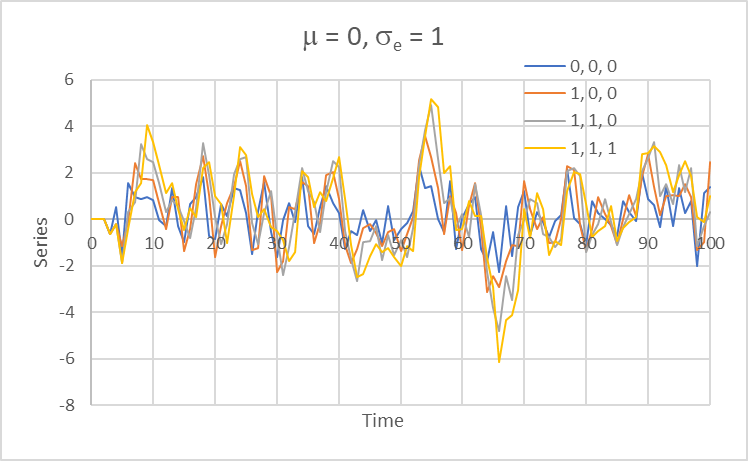 μ = 0, σe = 1
0, 0, 0
1, 0, 0
1, 1, 0
1, 1, 1
6
4
2
0
-2
-4
-6
-8
0 10 20 30 40 50 60 70 80 90 100
Series
Time